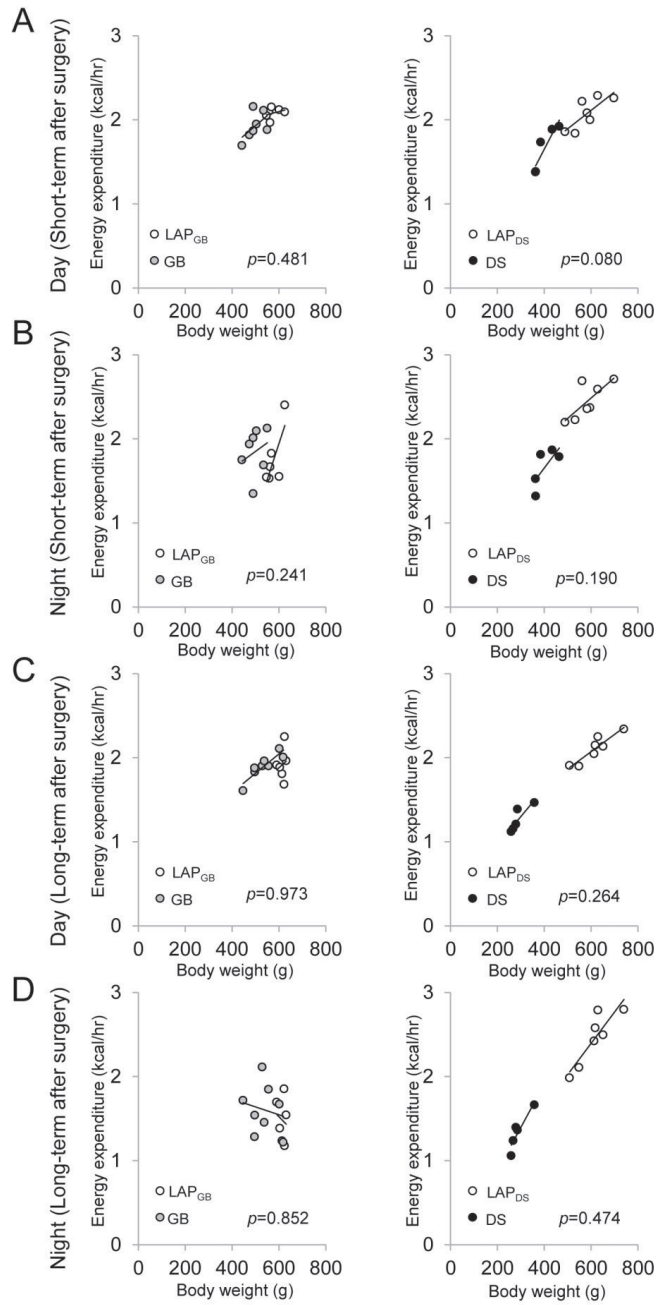 A
Day (Short-term after surgery)
Energy expenditure (kcal/hr)
3
2
1
0
LAPGB
GB
p=0.481
0 200 400 600 800
Body weight (g)
Energy expenditure (kcal/hr)
3
2
1
0
LAPDS
DS
p=0.080
0 200 400 600 800
Body weight (g)
B
Night (Short-term after surgery)
Energy expenditure (kcal/hr)
3
2
1
0
LAPGB
GB
p=0.241
0 200 400 600 800
Body weight (g)
Energy expenditure (kcal/hr)
3
2
1
0
LAPDS
DS
p=0.190
0 200 400 600 800
Body weight (g)
C
Day (Long-term after surgery)
Energy expenditure (kcal/hr)
3
2
1
0
LAPGB
GB
p=0.973
0 200 400 600 800
Body weight (g)
Energy expenditure (kcal/hr)
3
2
1
0
LAPDS
DS
p=0.264
0 200 400 600 800
Body weight (g)
D
Night (Long-term after surgery)
Energy expenditure (kcal/hr)
3
2
1
0
LAPGB
GB
p=0.852
0 200 400 600 800
Body weight (g)
Energy expenditure (kcal/hr)
3
2
1
0
LAPDS
DS
p=0.474
0 200 400 600 800
Body weight (g)